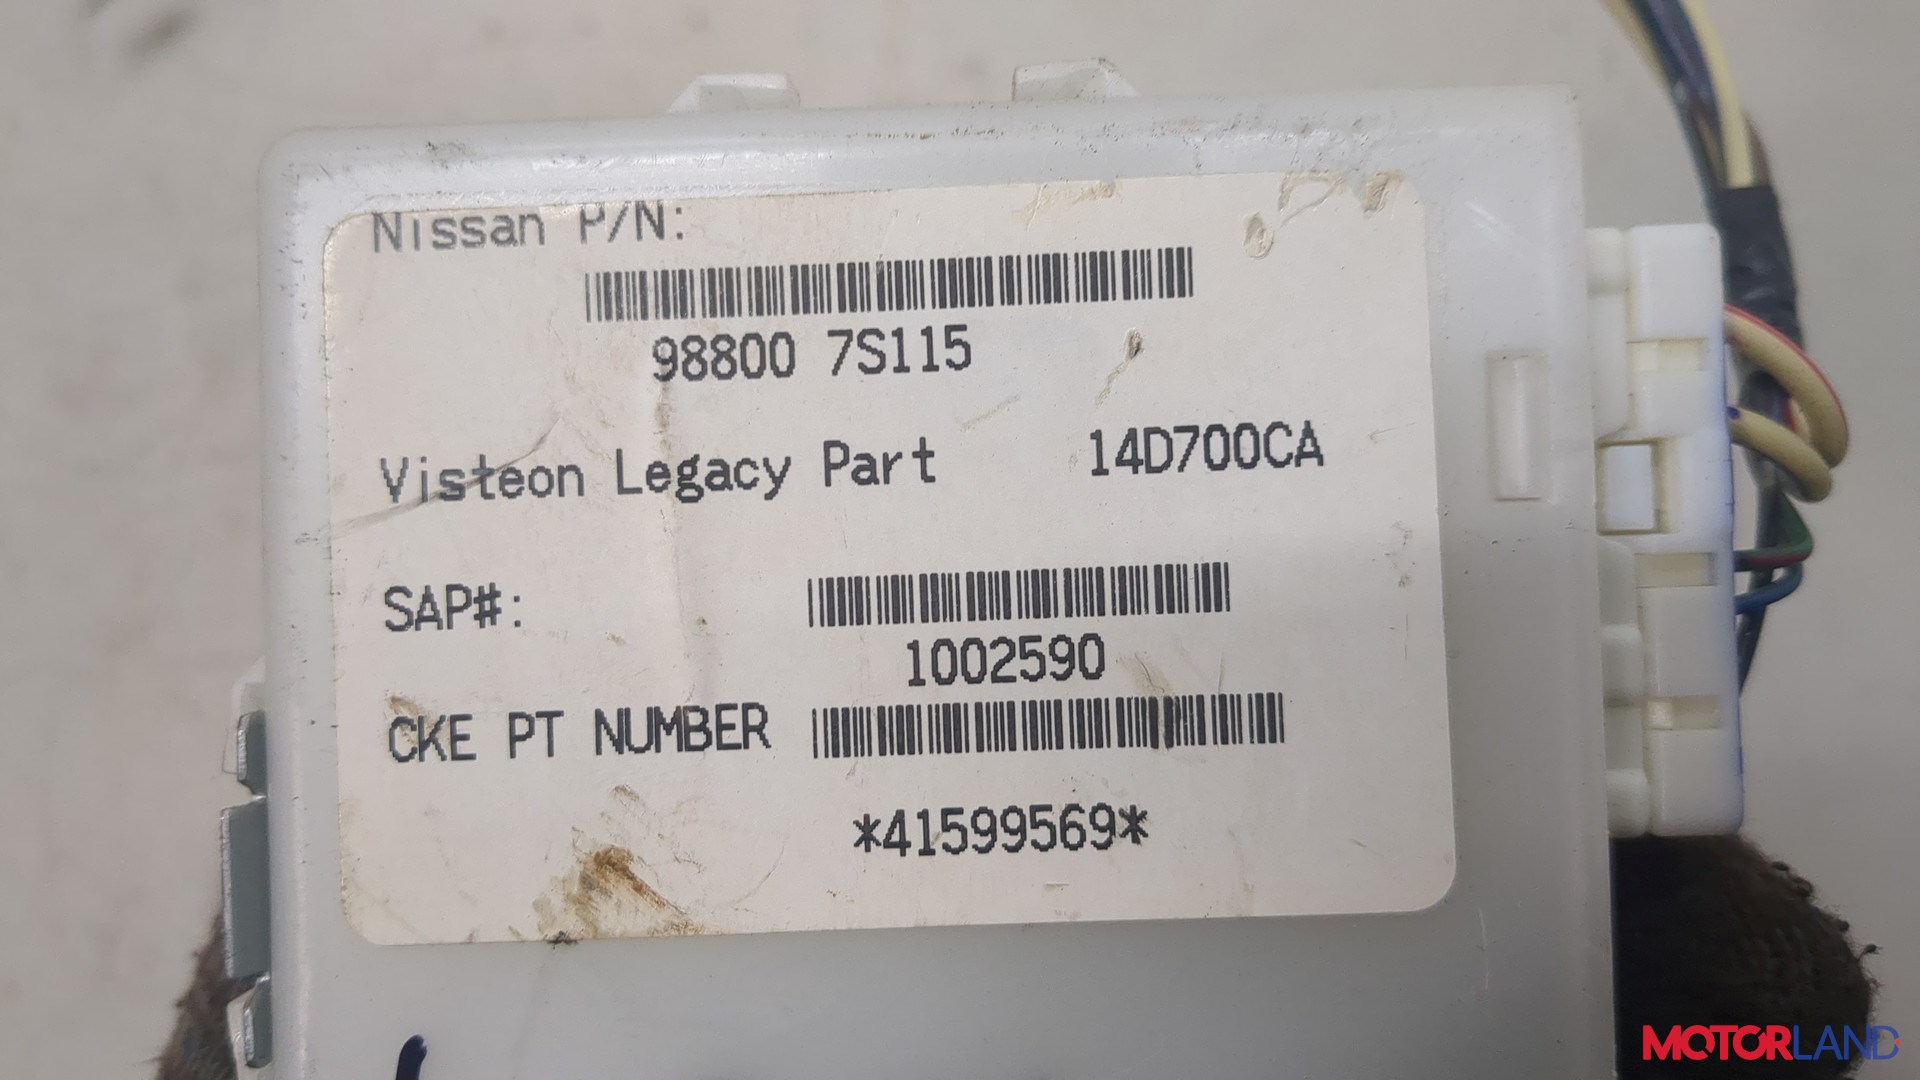 Nissan P/N:
98800 7S115
Visteon Legacy Part 14D700CA
SAP#:
1002590
CKE PT NUMBER
*41599569*
MOTORLAND